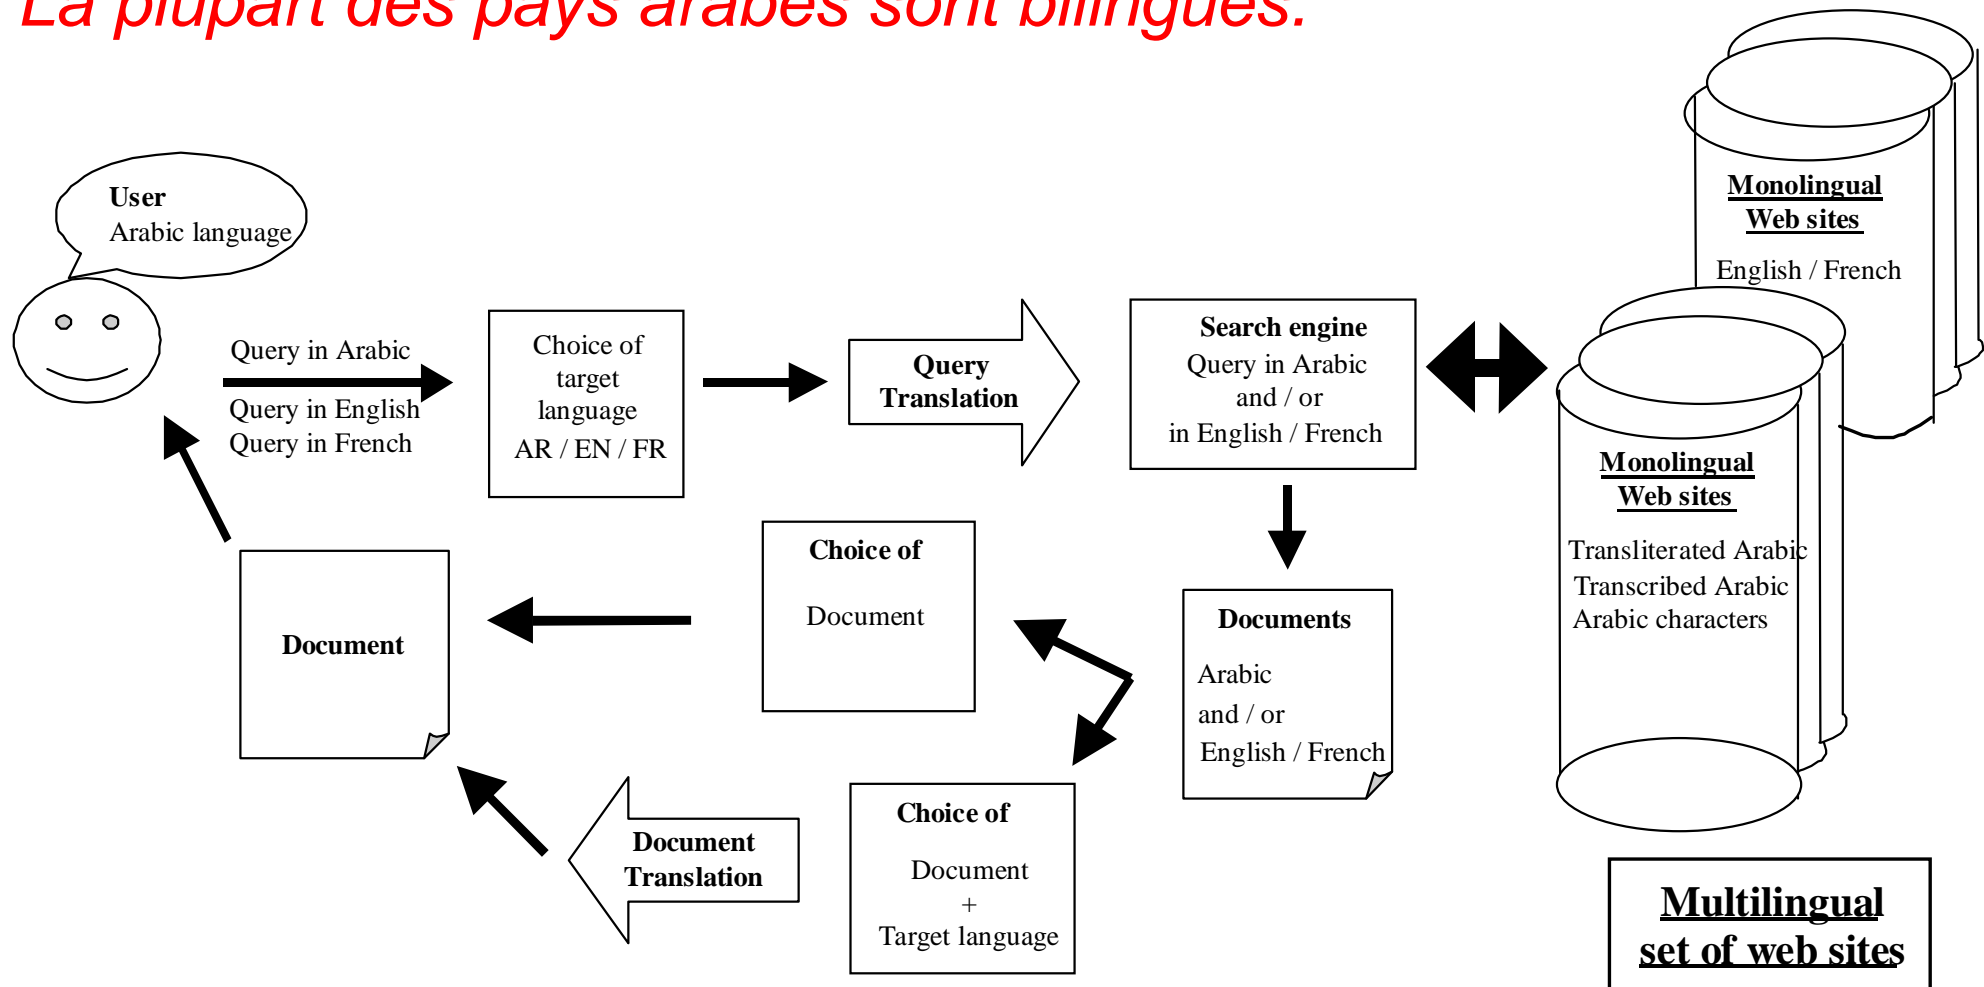 La plupart des pays arabes sont bilingues.
User
Arabic language
Query in Arabic
Query in English
Query in French
Choice of
target
language
AR / EN / FR
Query
Translation
Search engine
Query in Arabic
and / or
in English / French
Monolingual
Web sites
English / French
Monolingual
Web sites
Transliterated Arabic
Transcribed Arabic
Arabic characters
Documents
Arabic
and / or
English / French
Choice of
Document
Document
Choice of
Document
+
Target language
Document
Translation
Multilingual
set of web sites